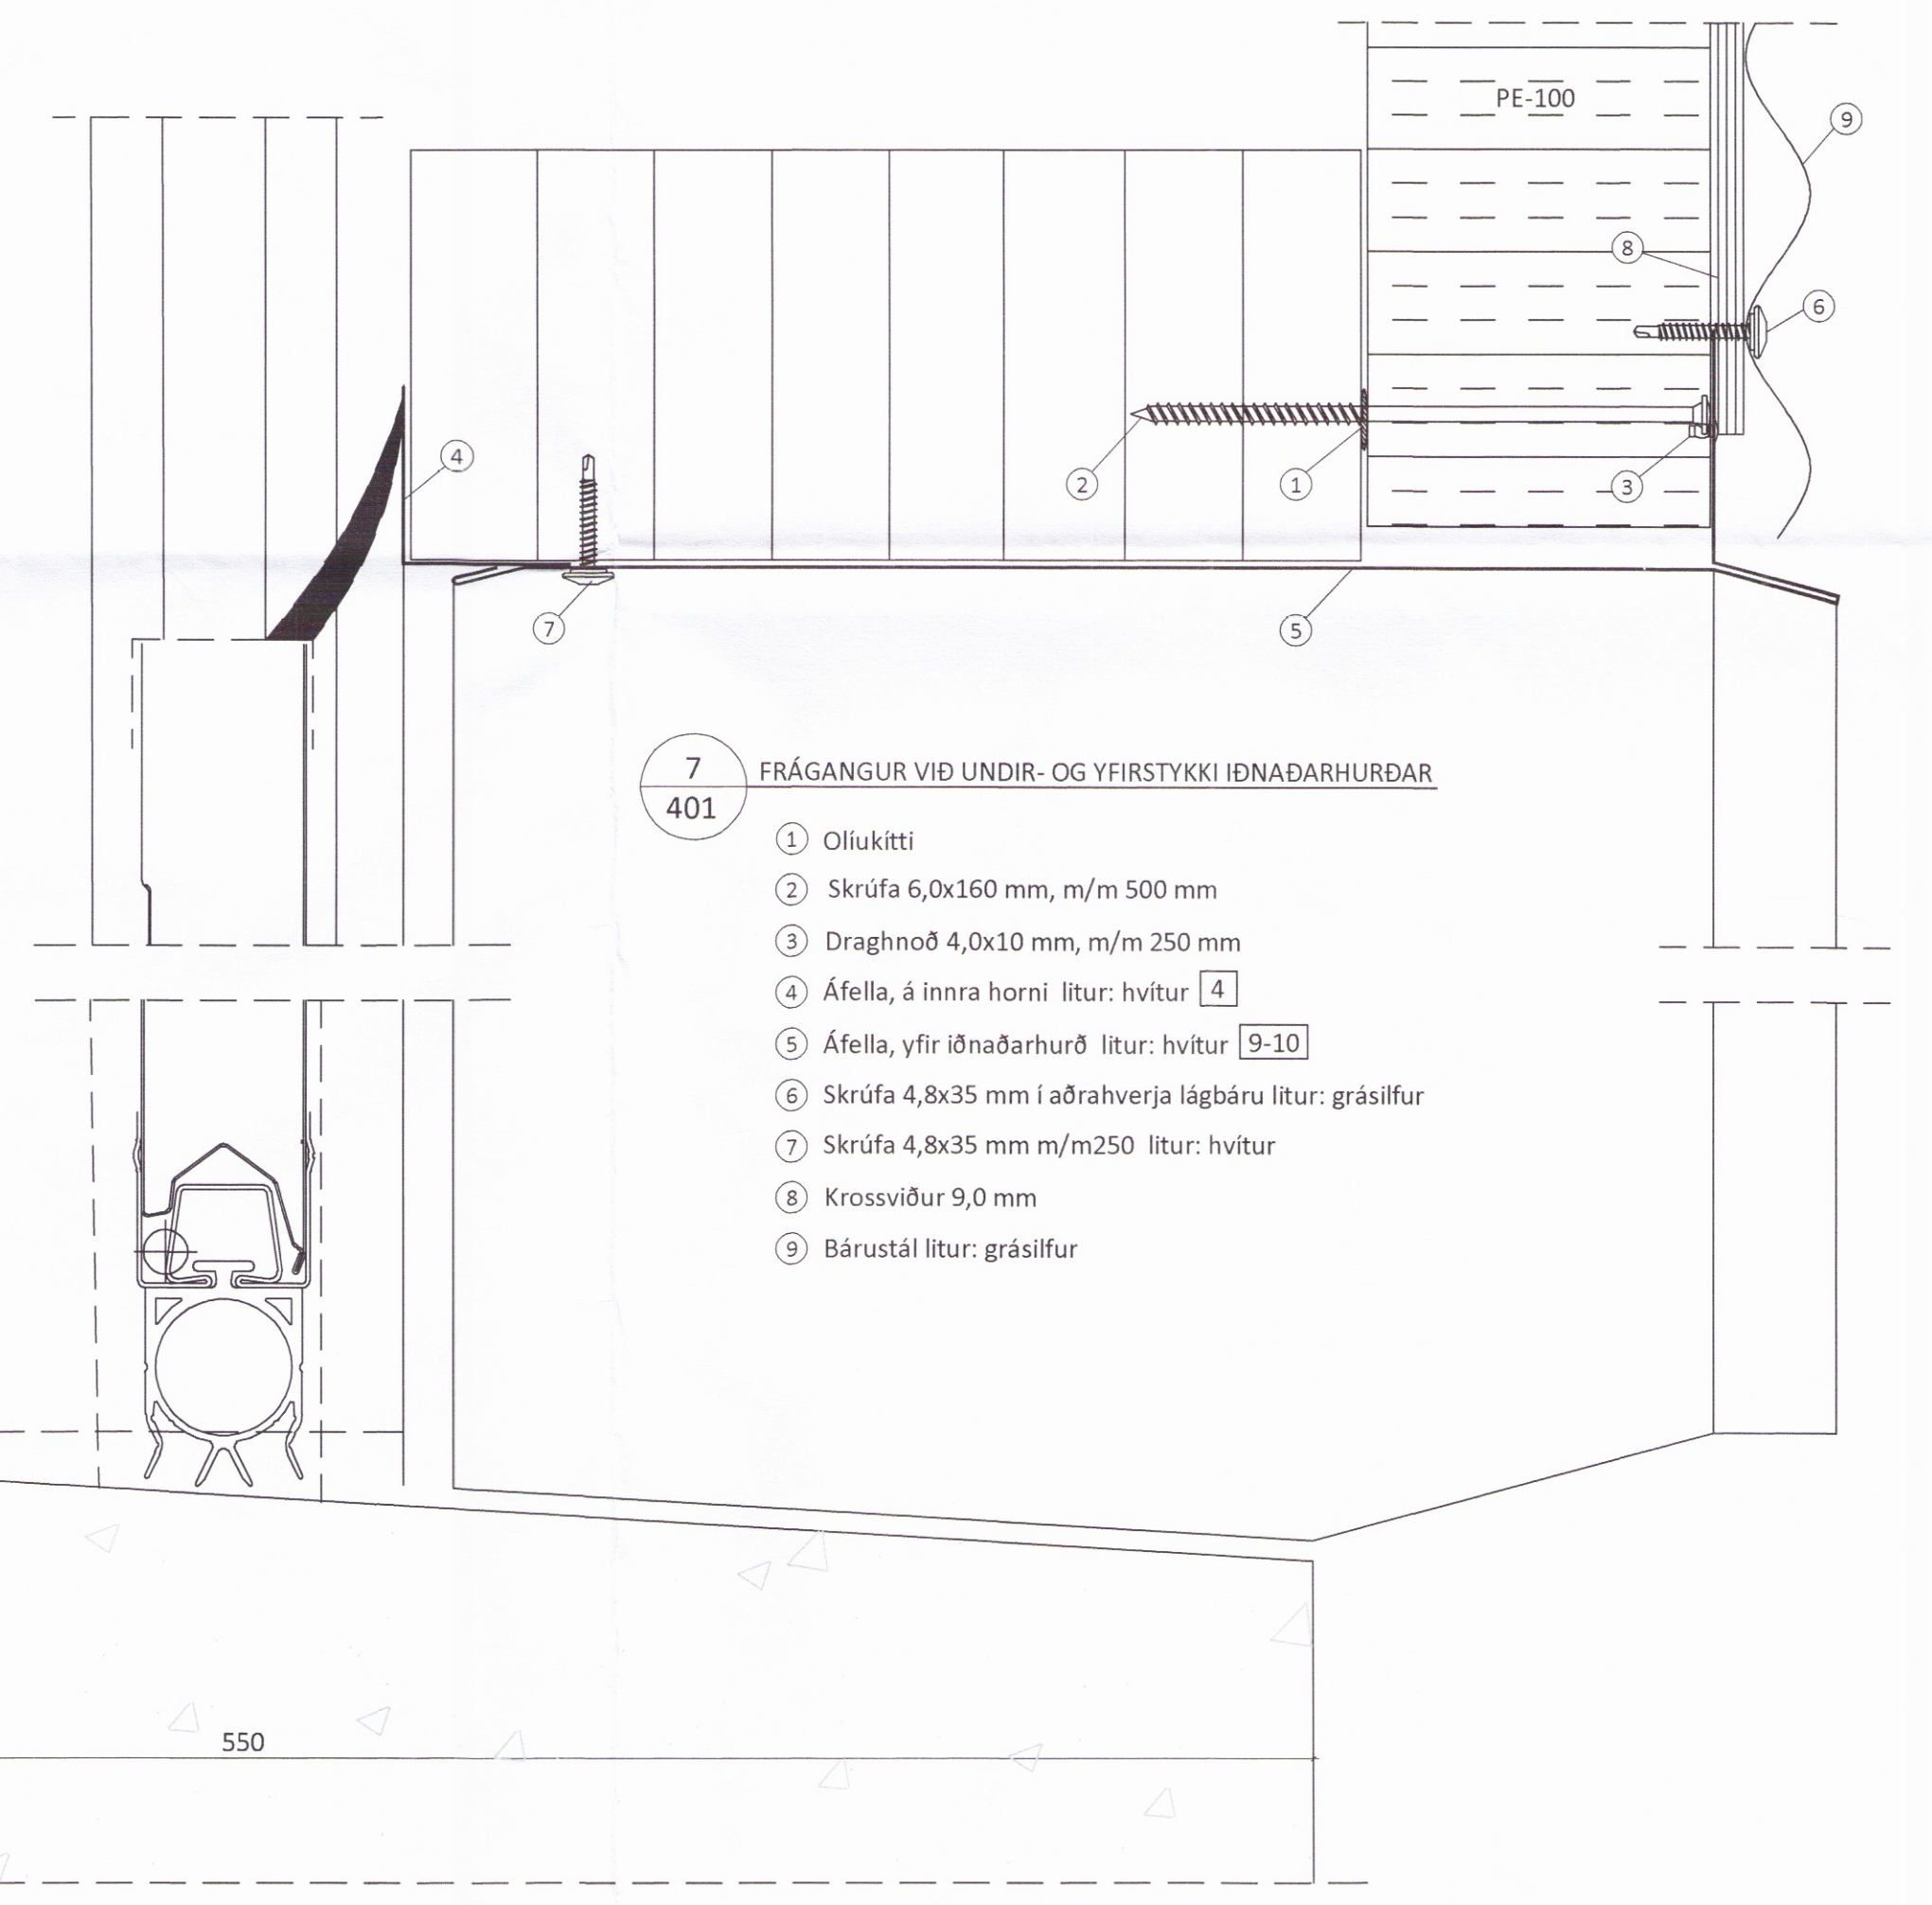 PE-100
9
8
6
4
2
1
3
7
5
7
401
FRÁGANGUR VIÐ UNDIR- OG YFIRSTYKKI IÐNAÐARHURÐAR
1 Olíukítti
2 Skrúfa 6,0x160 mm, m/m 500 mm
3 Draghnoð 4,0x10 mm, m/m 250 mm
4 Áfella, á innra horni litur: hvítur 4
5 Áfella, yfir iðnaðarhurð litur: hvítur 9-10
6 Skrúfa 4,8x35 mm í aðrahverja lágbáru litur: grásilfur
7 Skrúfa 4,8x35 mm m/m250 litur: hvítur
8 Krossviður 9,0 mm
9 Bárustál litur: grásilfur
550